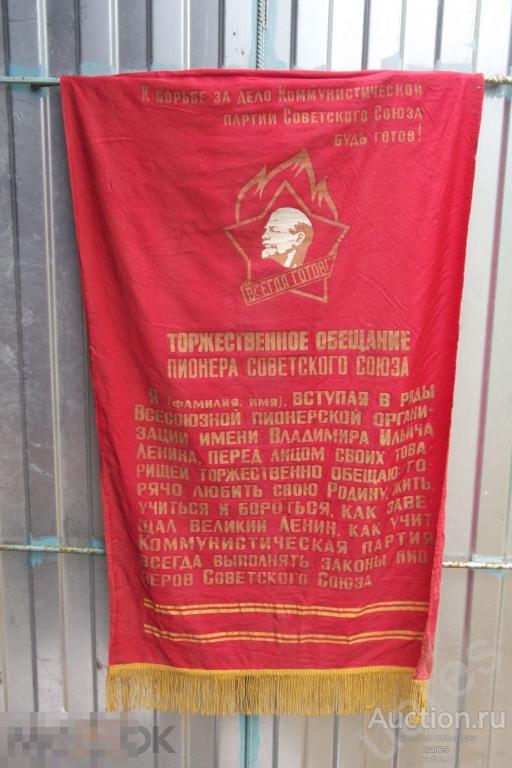 К борьбе за дело Коммунистической
партии Советского Союза
будь готов!
ВСЕГДА ГОТОВ!
ТОРЖЕСТВЕННОЕ ОБЕЩАНИЕ
ПИОНЕРА СОВЕТСКОГО СОЮЗА
Я (фамилия, имя), вступая в ряды
Всесоюзной пионерской органи-
зации имени Владимира Ильича
Ленина, перед лицом своих това-
рищей торжественно обещаю: го-
рячо любить свою Родину, жить,
учиться и бороться, как заве-
щал великий Ленин, как учит
Коммунистическая партия
всегда выполнять законы пио-
неров Советского Союза
Auction.ru
wares